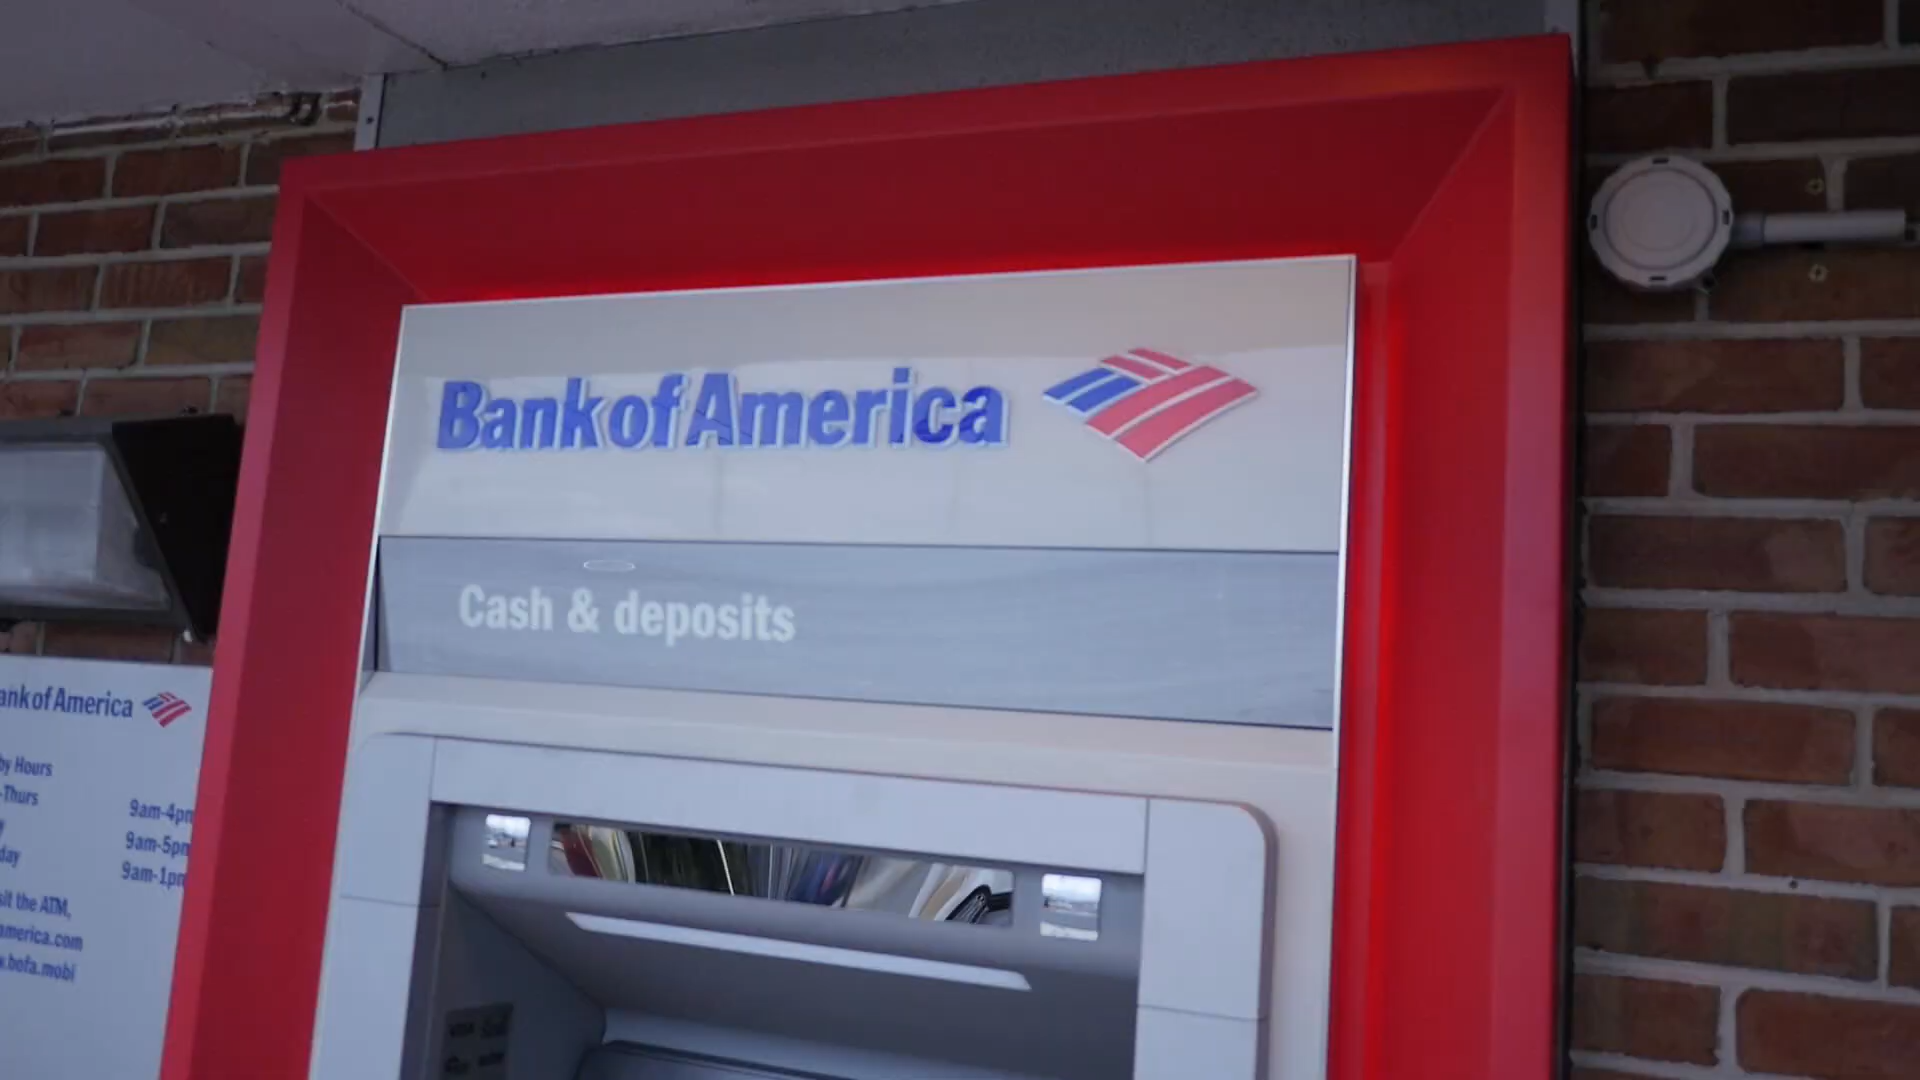 Bank of America
Cash & deposits
ank of America
by Hours
-Thurs
9am-4pm
9am-5pm
day
9am-1pm
sit the ATM,
america.com
w.bofa.mobi